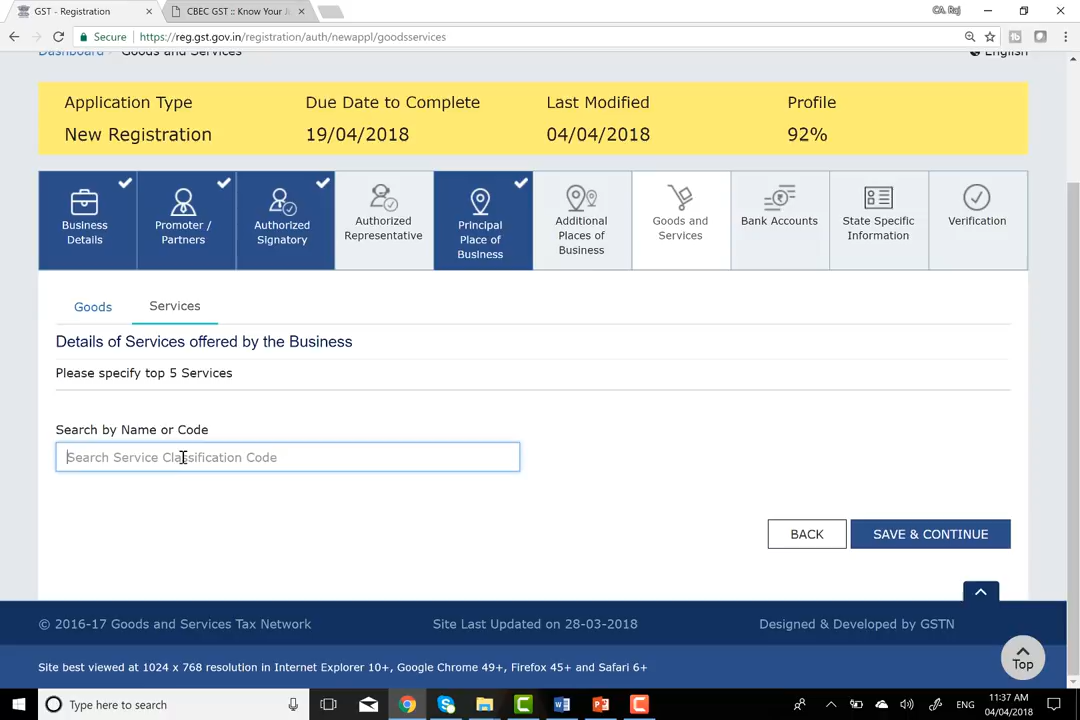 GST - Registration
CBEC GST :: Know Your
CA. Raj
Secure
https://reg.gst.gov.in/registration/auth/newappl/goodsservices
Dashboard
Goods and Services
English
Application Type
Due Date to Complete
Last Modified
Profile
New Registration
19/04/2018
04/04/2018
92%
Business Details
Promoter / Partners
Authorized Signatory
Authorized Representative
Principal Place of Business
Additional Places of Business
Goods and Services
Bank Accounts
State Specific Information
Verification
Goods
Services
Details of Services offered by the Business
Please specify top 5 Services
Search by Name or Code
Search Service Classification Code
BACK
SAVE & CONTINUE
© 2016-17 Goods and Services Tax Network
Site Last Updated on 28-03-2018
Designed & Developed by GSTN
Site best viewed at 1024 x 768 resolution in Internet Explorer 10+, Google Chrome 49+, Firefox 45+ and Safari 6+
Top
Type here to search
ENG
11:37 AM
04/04/2018